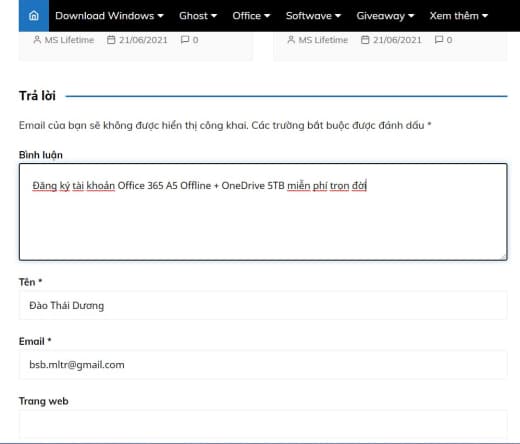 Download Windows Ghost Office Softwave Giveaway Xem thêm
MS Lifetime 21/06/2021 0 MS Lifetime 21/06/2021 0
Trả lời
Email của bạn sẽ không được hiển thị công khai. Các trường bắt buộc được đánh dấu *
Bình luận
Đăng ký tài khoản Office 365 A5 Offline + OneDrive 5TB miễn phí trọn đời
Tên *
Đào Thái Dương
Email *
bsb.mltr@gmail.com
Trang web